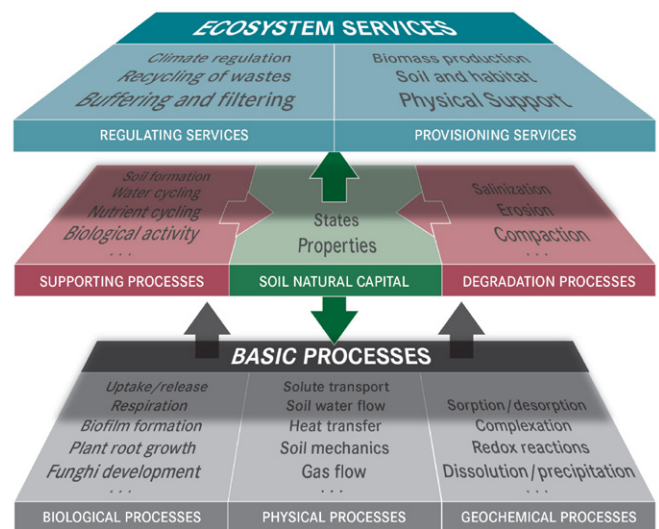 ECOSYSTEM SERVICES
Climate regulation
Recycling of wastes
Buffering and filtering
Biomass production
Soil and habitat
Physical Support
REGULATING SERVICES
PROVISIONING SERVICES
Soil formation
Water cycling
Nutrient cycling
Biological activity
...
States
Properties
Salinization
Erosion
Compaction
...
SUPPORTING PROCESSES
SOIL NATURAL CAPITAL
DEGRADATION PROCESSES
BASIC PROCESSES
Uptake/release
Respiration
Biofilm formation
Plant root growth
Funghi development
...
Solute transport
Soil water flow
Heat transfer
Soil mechanics
Gas flow
...
Sorption/desorption
Complexation
Redox reactions
Dissolution/precipitation
...
BIOLOGICAL PROCESSES
PHYSICAL PROCESSES
GEOCHEMICAL PROCESSES